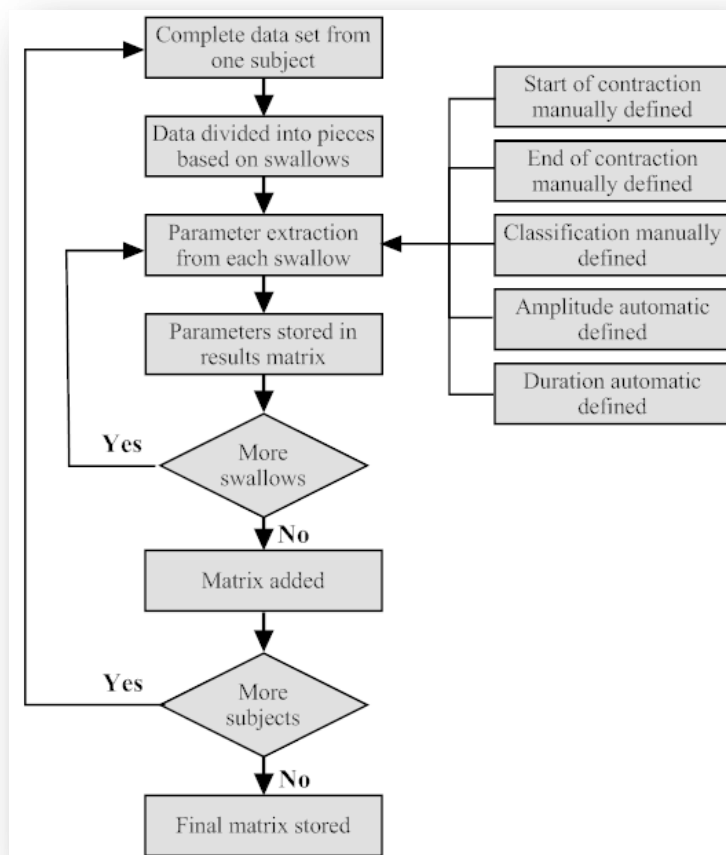 Complete data set from
one subject
Data divided into pieces
based on swallows
Parameter extraction
from each swallow
Parameters stored in
results matrix
Yes
More
swallows
No
Matrix added
Yes
More
subjects
No
Final matrix stored
Start of contraction
manually defined
End of contraction
manually defined
Classification manually
defined
Amplitude automatic
defined
Duration automatic
defined